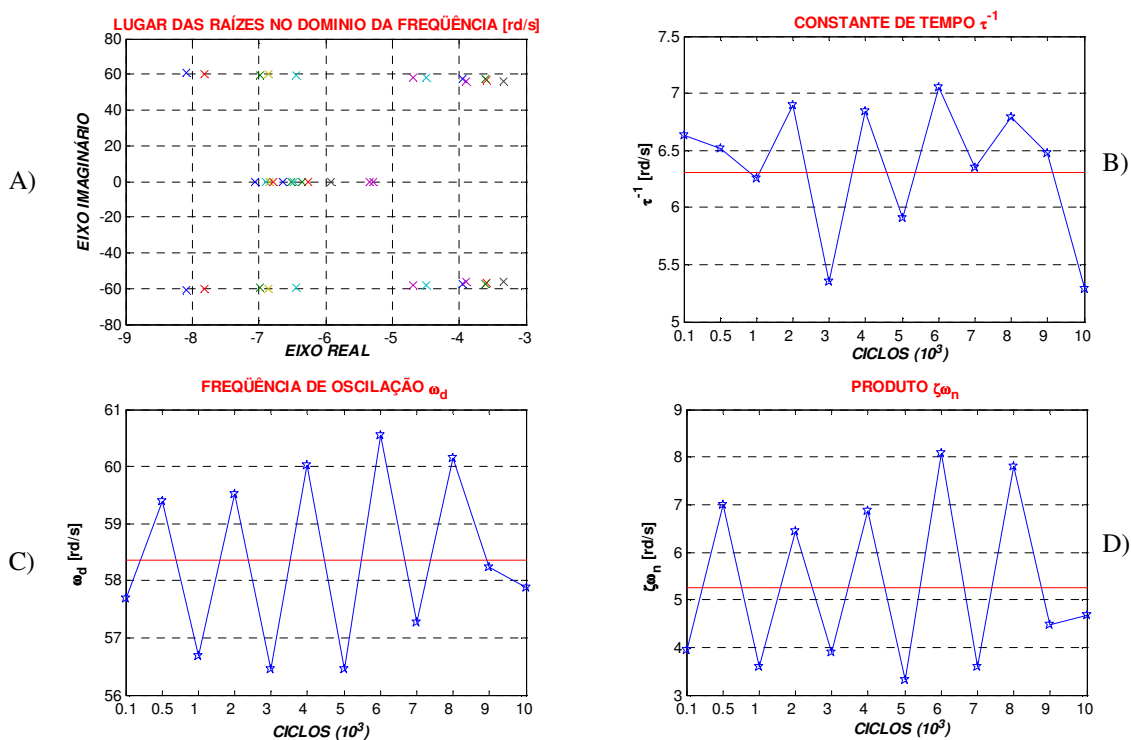 LUGAR DAS RAÍZES NO DOMINIO DA FREQÜÊNCIA [rd/s]
80
60
40
20
0
-20
-40
-60
-80
EIXO IMAGINÁRIO
-9 -8 -7 -6 -5 -4 -3
EIXO REAL
A)
CONSTANTE DE TEMPO τ⁻¹
7.5
7
6.5
6
5.5
5
τ⁻¹ [rd/s]
0.1 0.5 1 2 3 4 5 6 7 8 9 10
CICLOS (10³)
B)
FREQÜÊNCIA DE OSCILAÇÃO ω_d
61
60
59
58
57
56
ω_d [rd/s]
0.1 0.5 1 2 3 4 5 6 7 8 9 10
CICLOS (10³)
C)
PRODUTO ζω_n
9
8
7
6
5
4
3
ζω_n [rd/s]
0.1 0.5 1 2 3 4 5 6 7 8 9 10
CICLOS (10³)
D)